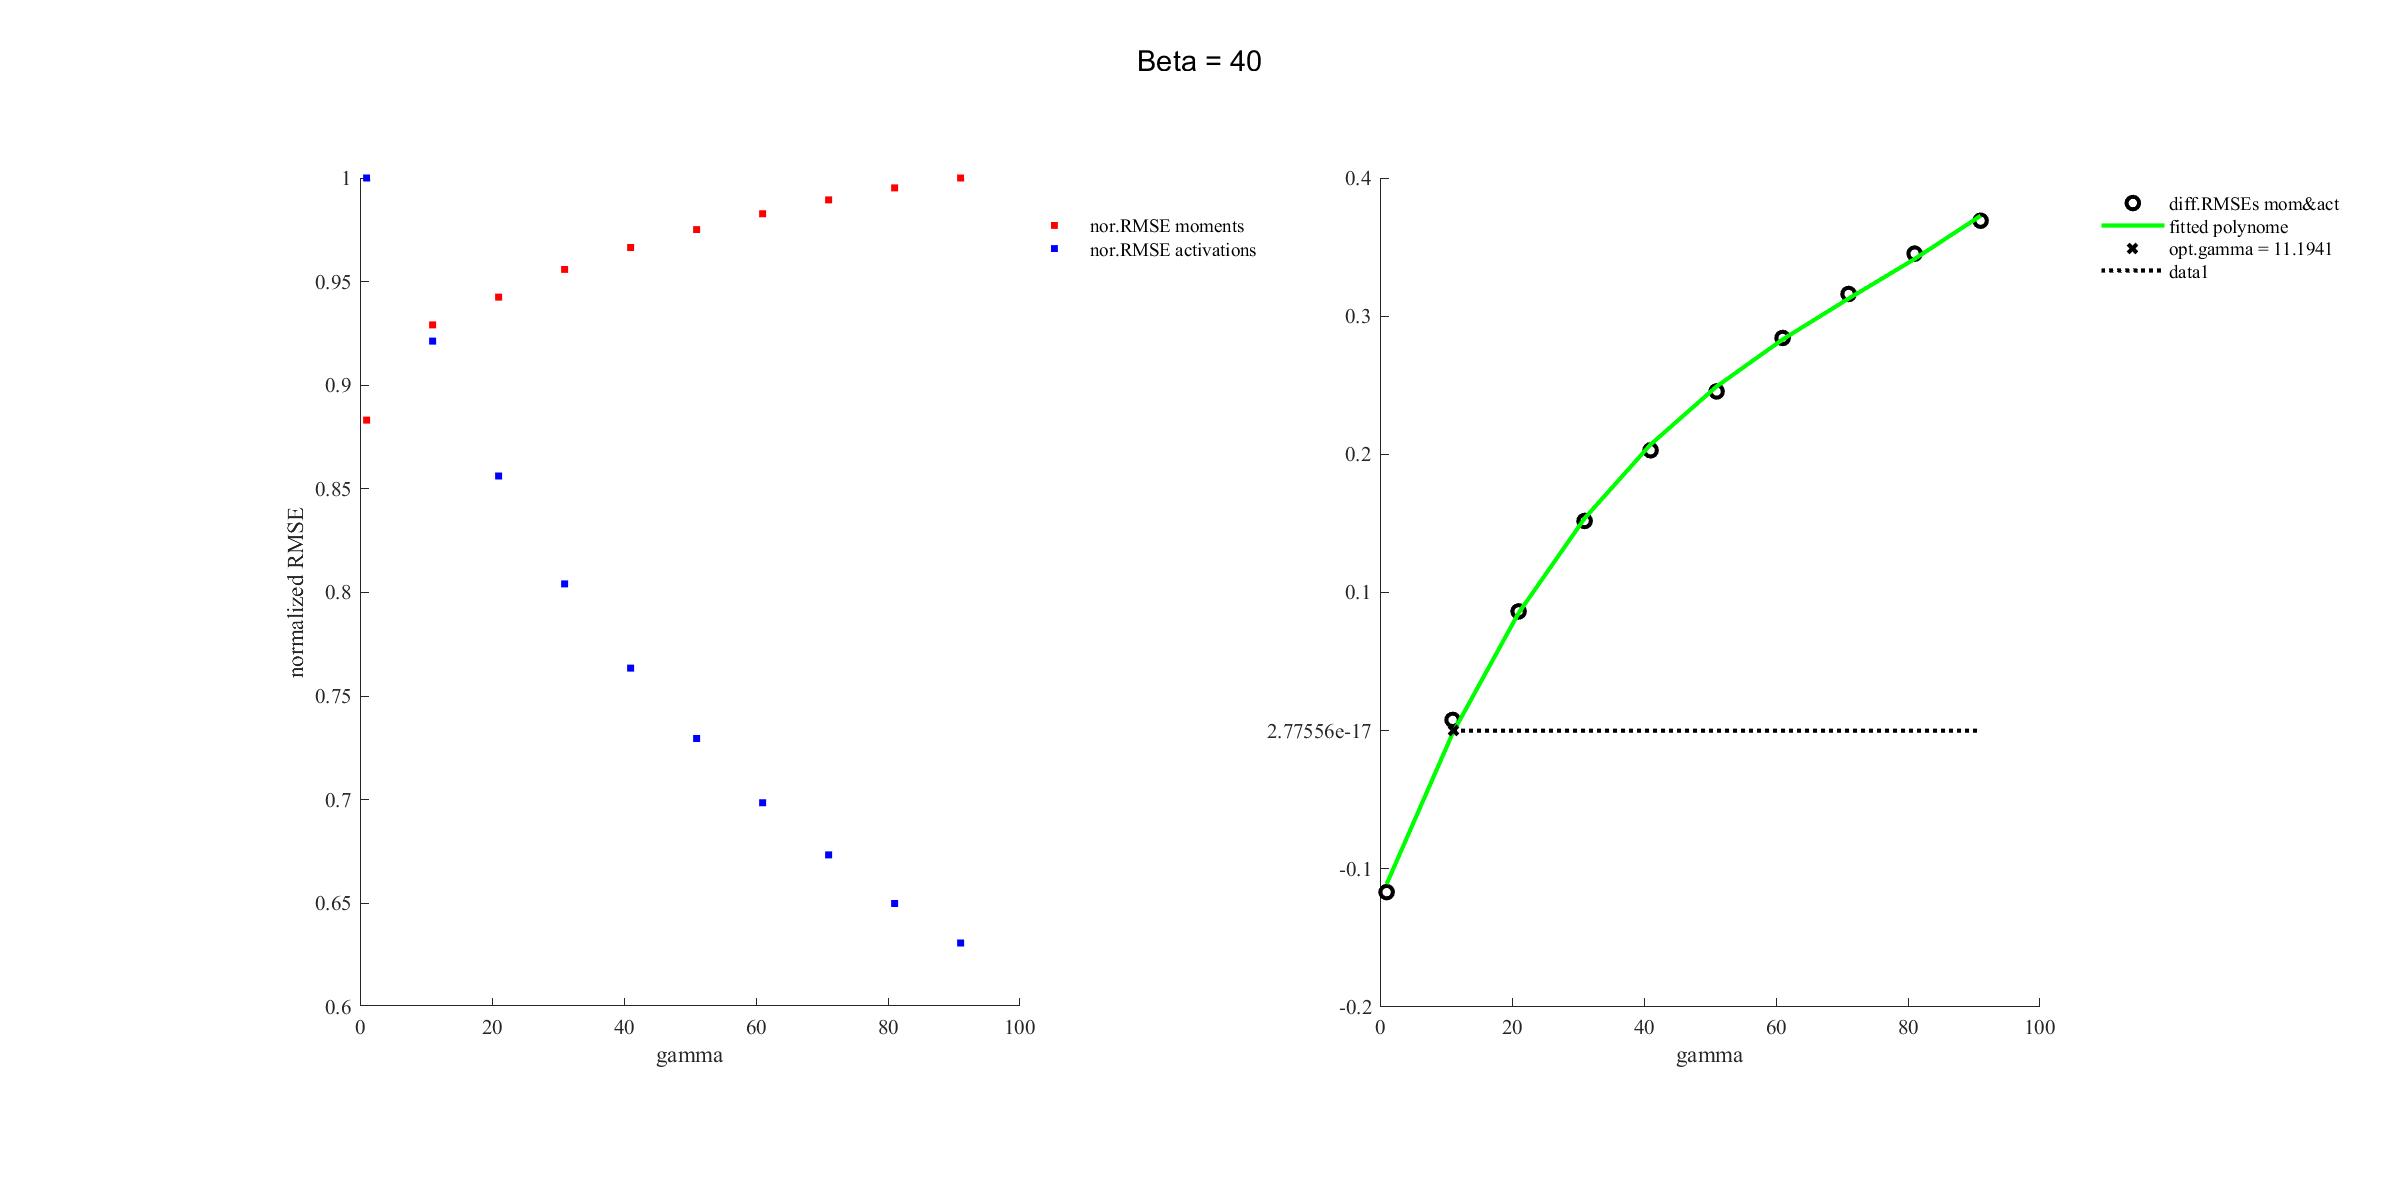 Beta = 40
1
0.95
0.9
0.85
0.8
0.75
0.7
0.65
0.6
normalized RMSE
0 20 40 60 80 100
gamma
nor.RMSE moments
nor.RMSE activations
0.4
0.3
0.2
0.1
2.77556e-17
-0.1
-0.2
0 20 40 60 80 100
gamma
diff.RMSEs mom&act
fitted polynome
opt.gamma = 11.1941
data1